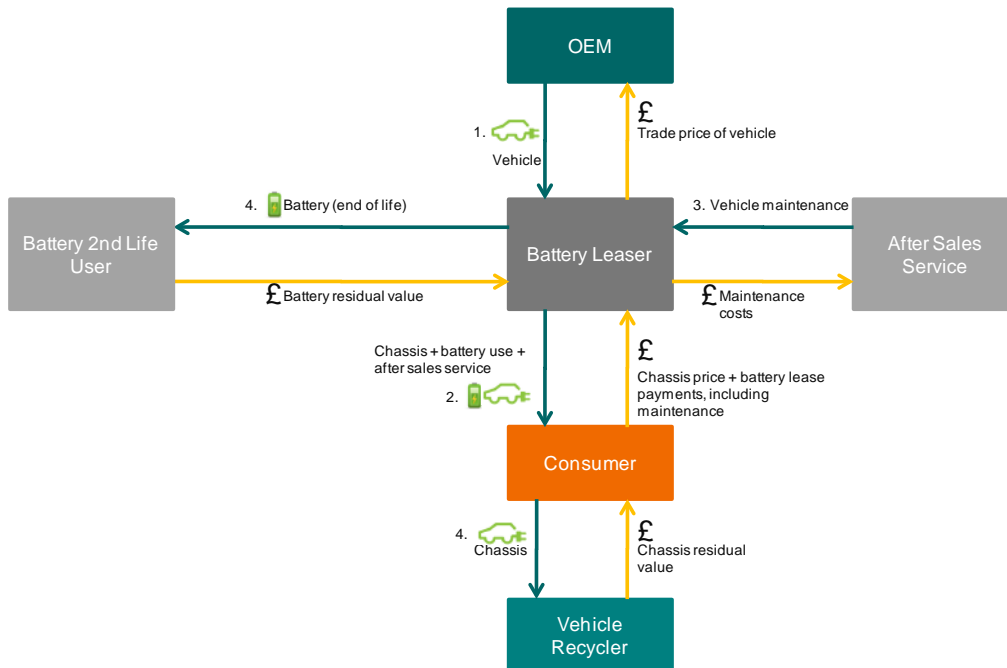 OEM
1.
Vehicle
£
Trade price of vehicle
4.
Battery (end of life)
3. Vehicle maintenance
Battery 2nd Life
User
Battery Leaser
After Sales
Service
£ Battery residual value
£ Maintenance
costs
Chassis + battery use +
after sales service
2.
£
Chassis price + battery lease
payments, including
maintenance
Consumer
4.
Chassis
£
Chassis residual
value
Vehicle
Recycler